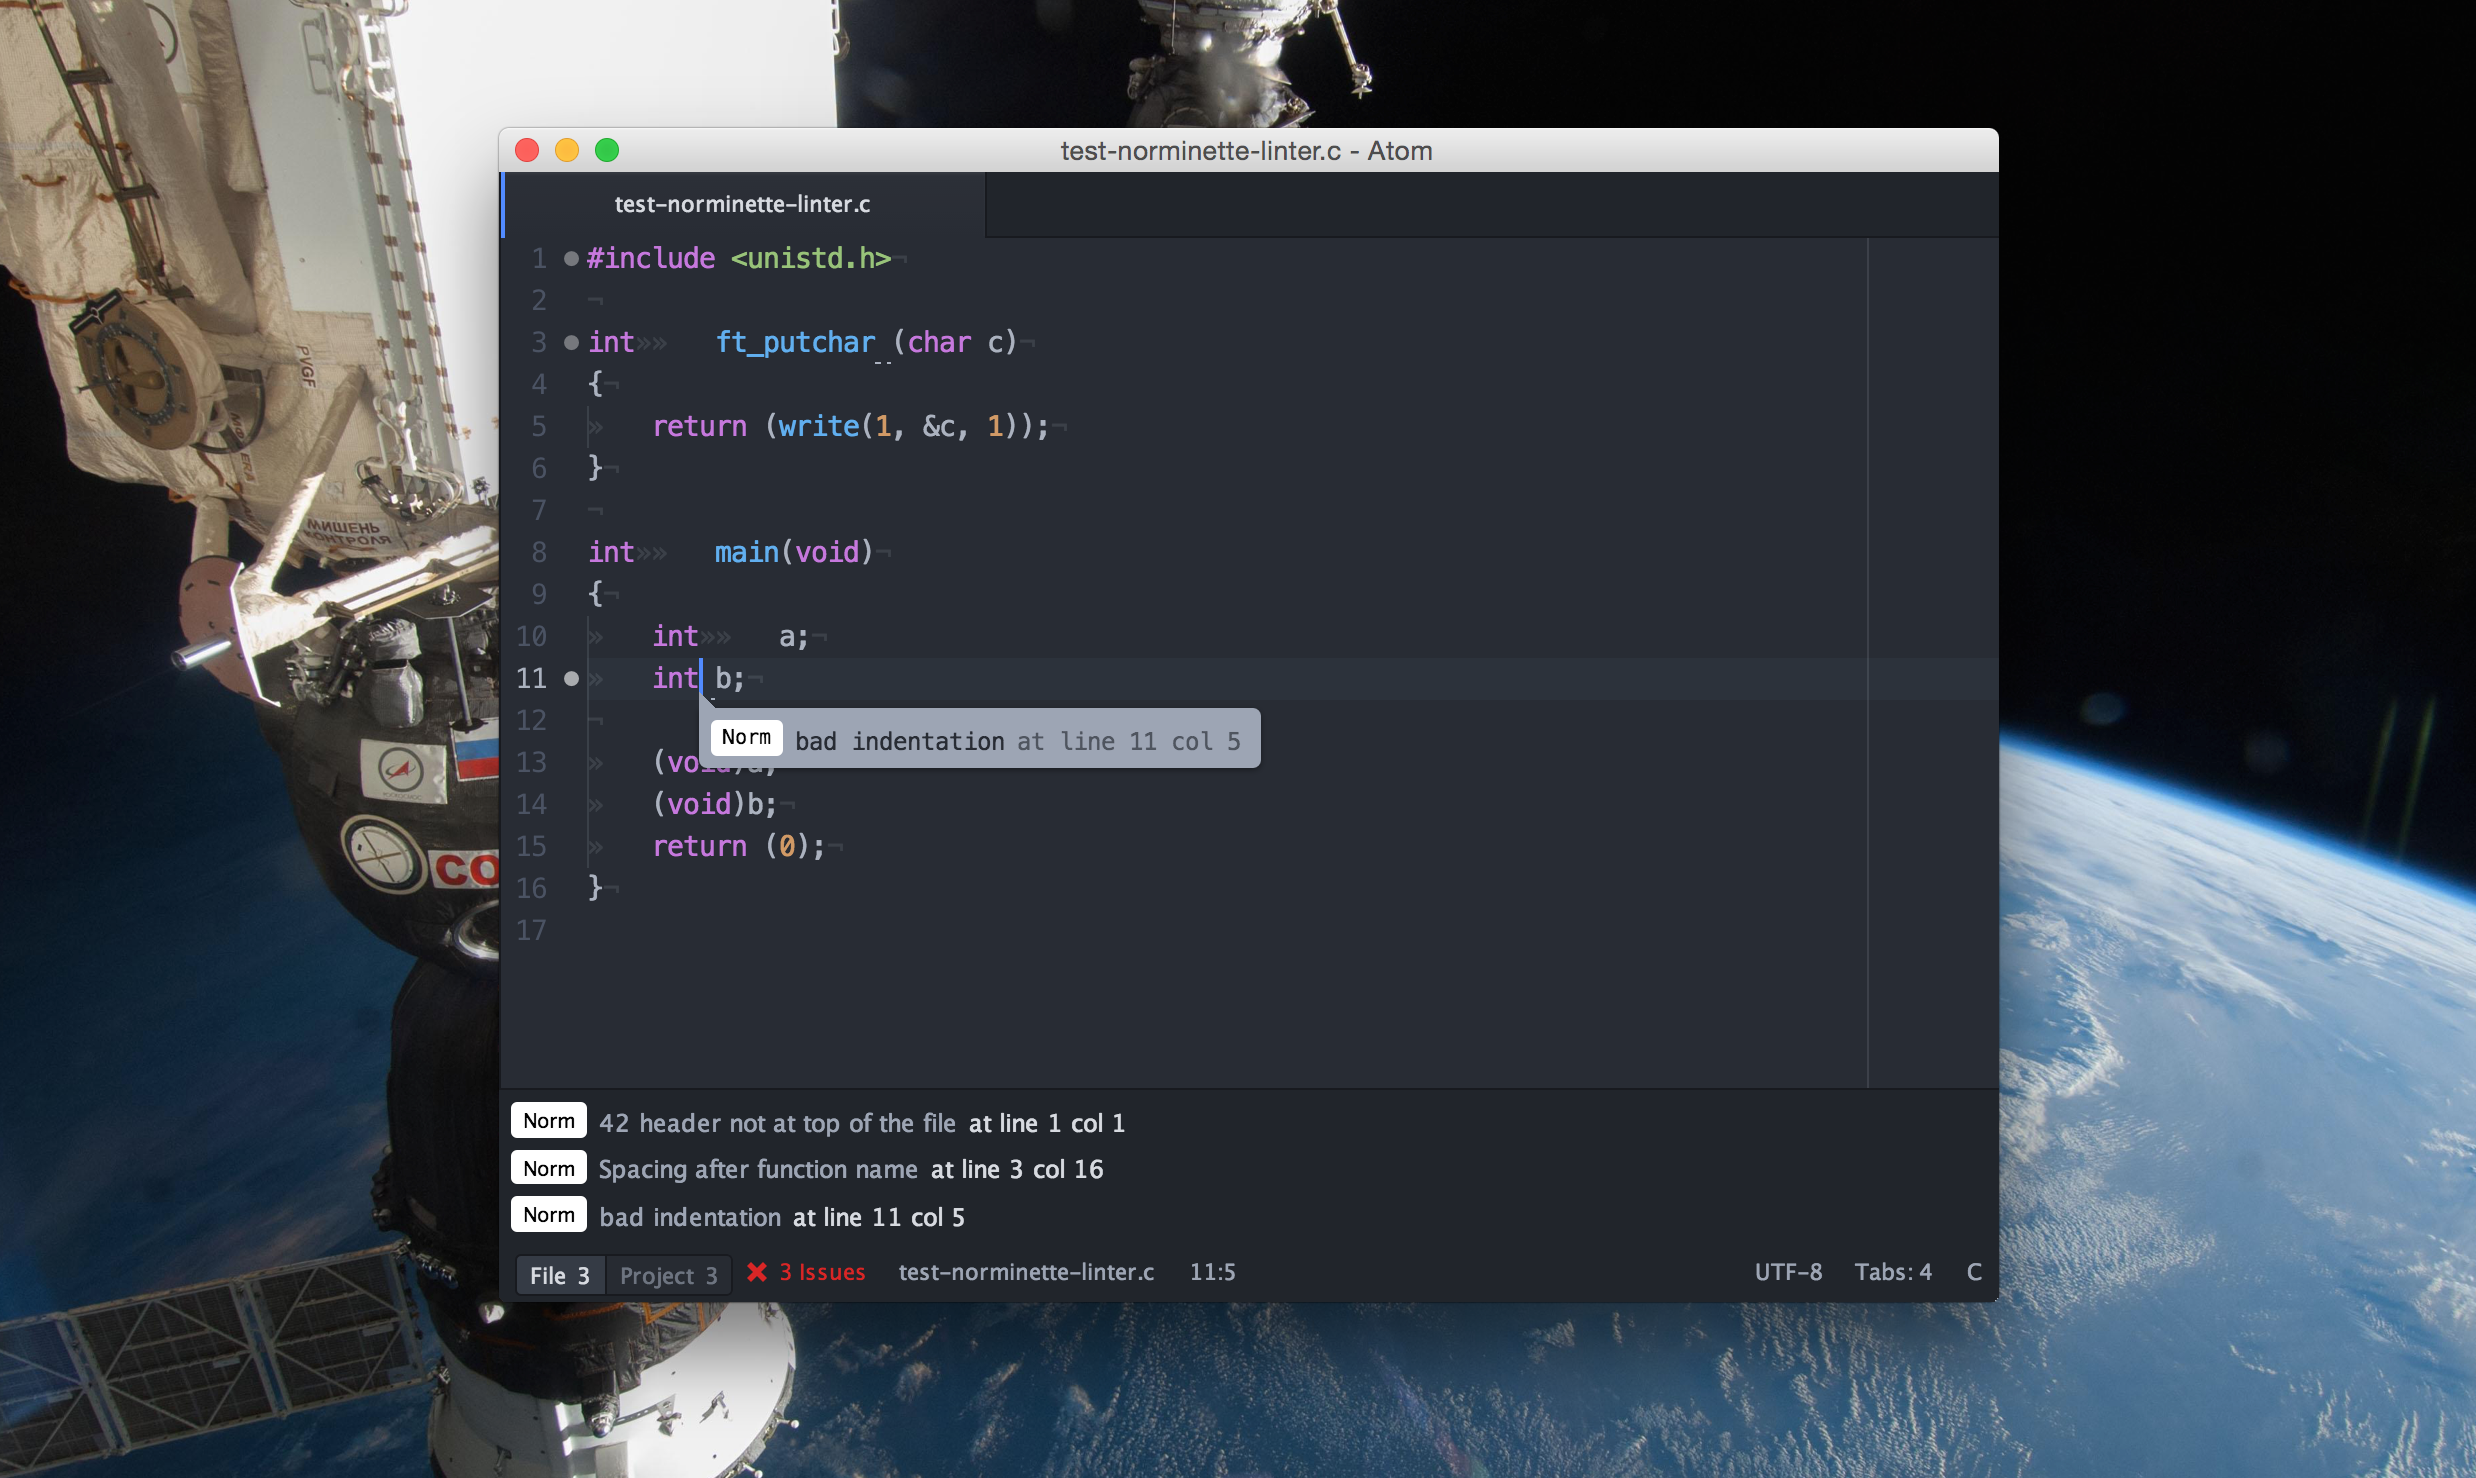 test-norminette-linter.c - Atom
test-norminette-linter.c
1 #include <unistd.h>
2
3 int ft_putchar (char c)
4 {
5 return (write(1, &c, 1));
6 }
7
8 int main(void)
9 {
10 int a;
11 int b;
12
Norm bad indentation at line 11 col 5
13 (void)a;
14 (void)b;
15 return (0);
16 }
17
Norm 42 header not at top of the file at line 1 col 1
Norm Spacing after function name at line 3 col 16
Norm bad indentation at line 11 col 5
File 3 Project 3 ✖ 3 Issues test-norminette-linter.c 11:5 UTF-8 Tabs: 4 C
PVGF
МИШЕНЬ
КОНТРОЛЯ
СО